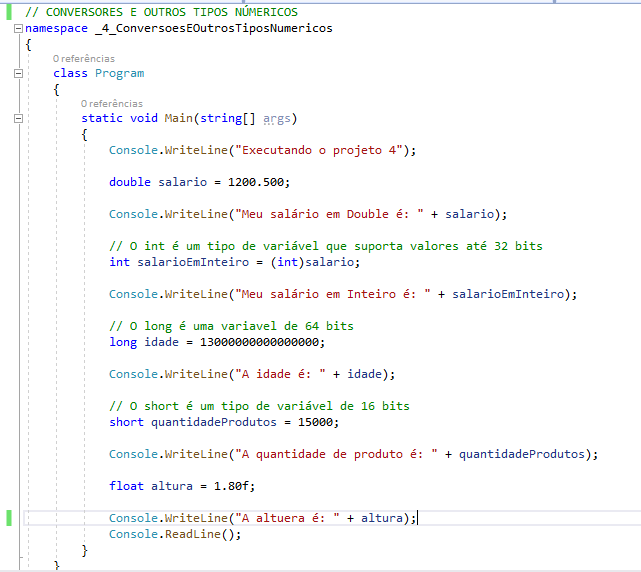 // CONVERSORES E OUTROS TIPOS NÚMERICOS
namespace _4_ConversoesEOutrosTiposNumericos
{
0 referências
class Program
{
0 referências
static void Main(string[] args)
{
Console.WriteLine("Executando o projeto 4");
double salario = 1200.500;
Console.WriteLine("Meu salário em Double é: " + salario);
// O int é um tipo de variável que suporta valores até 32 bits
int salarioEmInteiro = (int)salario;
Console.WriteLine("Meu salário em Inteiro é: " + salarioEmInteiro);
// O long é uma variavel de 64 bits
long idade = 13000000000000000;
Console.WriteLine("A idade é: " + idade);
// O short é um tipo de variável de 16 bits
short quantidadeProdutos = 15000;
Console.WriteLine("A quantidade de produto é: " + quantidadeProdutos);
float altura = 1.80f;
Console.WriteLine("A altuera é: " + altura);
Console.ReadLine();
}
}